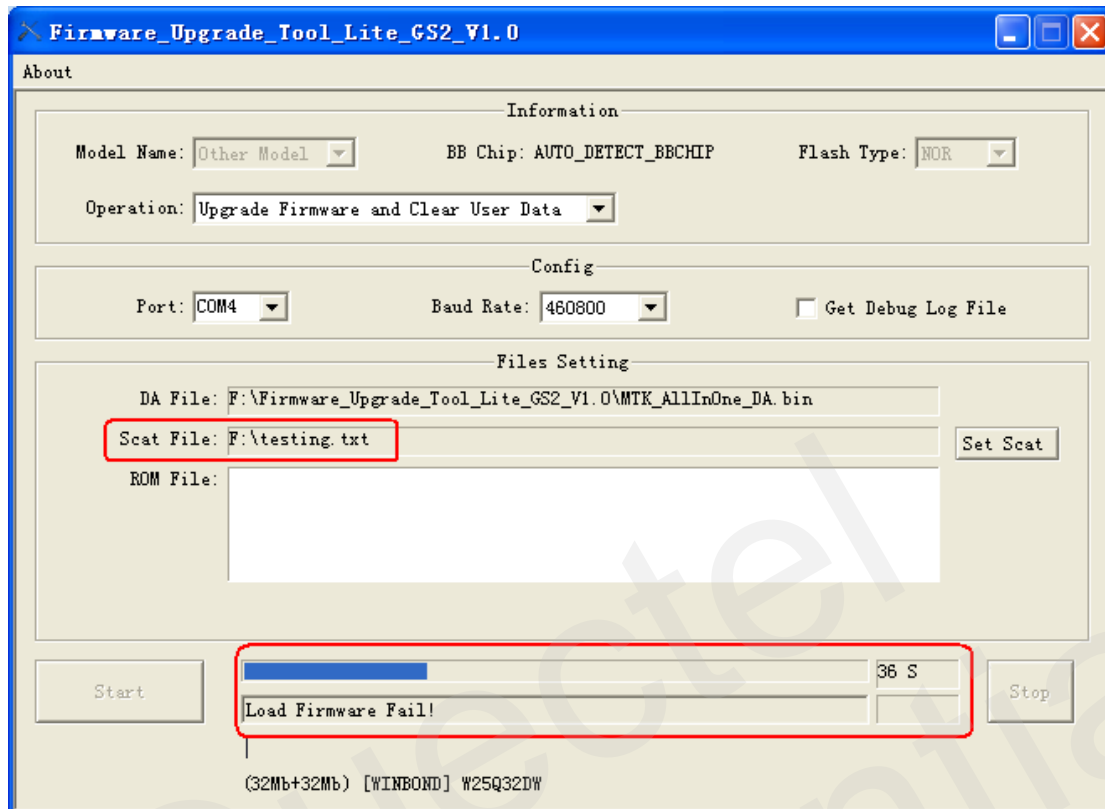 Firmware_Upgrade_Tool_Lite_GS2_V1.0
About
Information
Model Name: Other Model BB Chip: AUTO_DETECT_BBCHIP Flash Type: NOR
Operation: Upgrade Firmware and Clear User Data
Config
Port: COM4 Baud Rate: 460800 Get Debug Log File
Files Setting
DA File: F:\Firmware_Upgrade_Tool_Lite_GS2_V1.0\MTK_AllInOne_DA.bin
Scat File: F:\testing.txt Set Scat
ROM File:
36 S
Start Load Firmware Fail! Stop
(32Mb+32Mb) [WINBOND] W25Q32DW